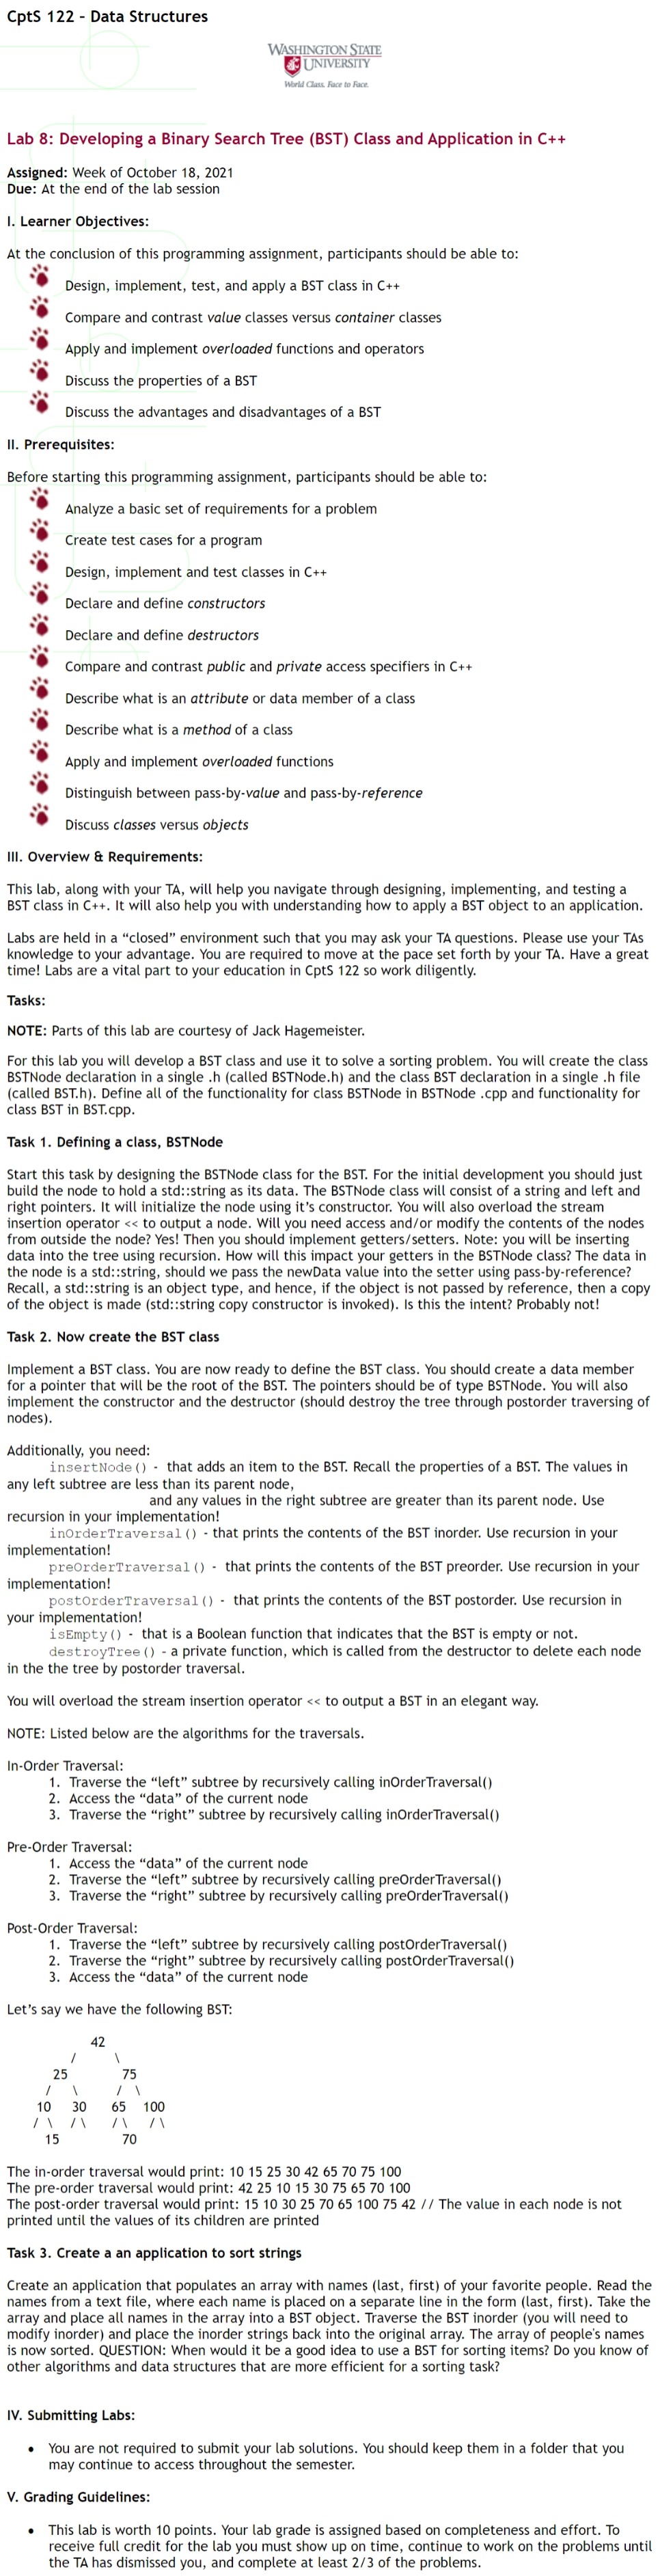 CptS 122 – Data Structures
WASHINGTON STATE
UNIVERSITY
World Class. Face to Face.
Lab 8: Developing a Binary Search Tree (BST) Class and Application in C++
Assigned: Week of October 18, 2021
Due: At the end of the lab session
I. Learner Objectives:
At the conclusion of this programming assignment, participants should be able to:
Design, implement, test, and apply a BST class in C++
Compare and contrast value classes versus container classes
Apply and implement overloaded functions and operators
Discuss the properties of a BST
Discuss the advantages and disadvantages of a BST
II. Prerequisites:
Before starting this programming assignment, participants should be able to:
Analyze a basic set of requirements for a problem
Create test cases for a program
Design, implement and test classes in C++
Declare and define constructors
Declare and define destructors
Compare and contrast public and private access specifiers in C++
Describe what is an attribute or data member of a class
Describe what is a method of a class
Apply and implement overloaded functions
Distinguish between pass-by-value and pass-by-reference
Discuss classes versus objects
III. Overview & Requirements:
This lab, along with your TA, will help you navigate through designing, implementing, and testing a
BST class in C++. It will also help you with understanding how to apply a BST object to an application.
Labs are held in a “closed” environment such that you may ask your TA questions. Please use your TAs
knowledge to your advantage. You are required to move at the pace set forth by your TA. Have a great
time! Labs are a vital part to your education in CptS 122 so work diligently.
Tasks:
NOTE: Parts of this lab are courtesy of Jack Hagemeister.
For this lab you will develop a BST class and use it to solve a sorting problem. You will create the class
BSTNode declaration in a single .h (called BSTNode.h) and the class BST declaration in a single .h file
(called BST.h). Define all of the functionality for class BSTNode in BSTNode .cpp and functionality for
class BST in BST.cpp.
Task 1. Defining a class, BSTNode
Start this task by designing the BSTNode class for the BST. For the initial development you should just
build the node to hold a std::string as its data. The BSTNode class will consist of a string and left and
right pointers. It will initialize the node using it’s constructor. You will also overload the stream
insertion operator << to output a node. Will you need access and/or modify the contents of the nodes
from outside the node? Yes! Then you should implement getters/setters. Note: you will be inserting
data into the tree using recursion. How will this impact your getters in the BSTNode class? The data in
the node is a std::string, should we pass the newData value into the setter using pass-by-reference?
Recall, a std::string is an object type, and hence, if the object is not passed by reference, then a copy
of the object is made (std::string copy constructor is invoked). Is this the intent? Probably not!
Task 2. Now create the BST class
Implement a BST class. You are now ready to define the BST class. You should create a data member
for a pointer that will be the root of the BST. The pointers should be of type BSTNode. You will also
implement the constructor and the destructor (should destroy the tree through postorder traversing of
nodes).
Additionally, you need:
insertNode() - that adds an item to the BST. Recall the properties of a BST. The values in
any left subtree are less than its parent node,
and any values in the right subtree are greater than its parent node. Use
recursion in your implementation!
inOrderTraversal() - that prints the contents of the BST inorder. Use recursion in your
implementation!
preOrderTraversal() - that prints the contents of the BST preorder. Use recursion in your
implementation!
postOrderTraversal() - that prints the contents of the BST postorder. Use recursion in
your implementation!
isEmpty() - that is a Boolean function that indicates that the BST is empty or not.
destroyTree() - a private function, which is called from the destructor to delete each node
in the the tree by postorder traversal.
You will overload the stream insertion operator << to output a BST in an elegant way.
NOTE: Listed below are the algorithms for the traversals.
In-Order Traversal:
1. Traverse the “left” subtree by recursively calling inOrderTraversal()
2. Access the “data” of the current node
3. Traverse the “right” subtree by recursively calling inOrderTraversal()
Pre-Order Traversal:
1. Access the “data” of the current node
2. Traverse the “left” subtree by recursively calling preOrderTraversal()
3. Traverse the “right” subtree by recursively calling preOrderTraversal()
Post-Order Traversal:
1. Traverse the “left” subtree by recursively calling postOrderTraversal()
2. Traverse the “right” subtree by recursively calling postOrderTraversal()
3. Access the “data” of the current node
Let’s say we have the following BST:
42
/ \
25 75
/ \ / \
10 30 65 100
/ \ / \ / \ / \
15 70
The in-order traversal would print: 10 15 25 30 42 65 70 75 100
The pre-order traversal would print: 42 25 10 15 30 75 65 70 100
The post-order traversal would print: 15 10 30 25 70 65 100 75 42 // The value in each node is not
printed until the values of its children are printed
Task 3. Create a an application to sort strings
Create an application that populates an array with names (last, first) of your favorite people. Read the
names from a text file, where each name is placed on a separate line in the form (last, first). Take the
array and place all names in the array into a BST object. Traverse the BST inorder (you will need to
modify inorder) and place the inorder strings back into the original array. The array of people's names
is now sorted. QUESTION: When would it be a good idea to use a BST for sorting items? Do you know of
other algorithms and data structures that are more efficient for a sorting task?
IV. Submitting Labs:
• You are not required to submit your lab solutions. You should keep them in a folder that you
may continue to access throughout the semester.
V. Grading Guidelines:
• This lab is worth 10 points. Your lab grade is assigned based on completeness and effort. To
receive full credit for the lab you must show up on time, continue to work on the problems until
the TA has dismissed you, and complete at least 2/3 of the problems.